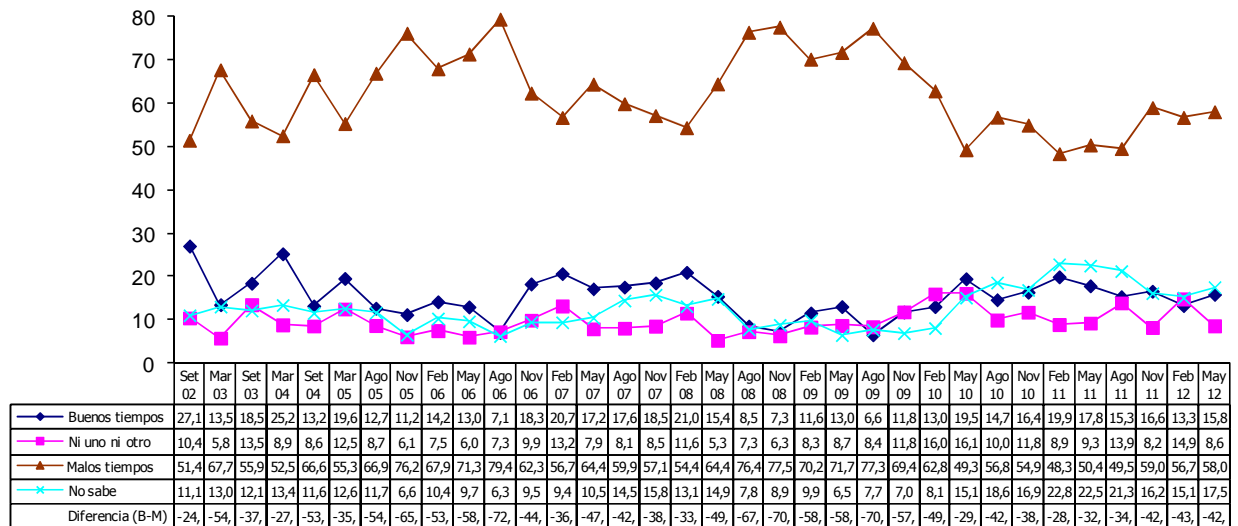 80
70
60
50
40
30
20
10
0
Set 02 Mar 03 Set 03 Mar 04 Set 04 Mar 05 Ago 05 Nov 05 Feb 06 May 06 Ago 06 Nov 06 Feb 07 May 07 Ago 07 Nov 07 Feb 08 May 08 Ago 08 Nov 08 Feb 09 May 09 Ago 09 Nov 09 Feb 10 May 10 Ago 10 Nov 10 Feb 11 May 11 Ago 11 Nov 11 Feb 12 May 12
Buenos tiempos 27,1 13,5 18,5 25,2 13,2 19,6 12,7 11,2 14,2 13,0 7,1 18,3 20,7 17,2 17,6 18,5 21,0 15,4 8,5 7,3 11,6 13,0 6,6 11,8 13,0 19,5 14,7 16,4 19,9 17,8 15,3 16,6 13,3 15,8
Ni uno ni otro 10,4 5,8 13,5 8,9 8,6 12,5 8,7 6,1 7,5 6,0 7,3 9,9 13,2 7,9 8,1 8,5 11,6 5,3 7,3 6,3 8,3 8,7 8,4 11,8 16,0 16,1 10,0 11,8 8,9 9,3 13,9 8,2 14,9 8,6
Malos tiempos 51,4 67,7 55,9 52,5 66,6 55,3 66,9 76,2 67,9 71,3 79,4 62,3 56,7 64,4 59,9 57,1 54,4 64,4 76,4 77,5 70,2 71,7 77,3 69,4 62,8 49,3 56,8 54,9 48,3 50,4 49,5 59,0 56,7 58,0
No sabe 11,1 13,0 12,1 13,4 11,6 12,6 11,7 6,6 10,4 9,7 6,3 9,5 9,4 10,5 14,5 15,8 13,1 14,9 7,8 8,9 9,9 6,5 7,7 7,0 8,1 15,1 18,6 16,9 22,8 22,5 21,3 16,2 15,1 17,5
Diferencia (B-M) -24, -54, -37, -27, -53, -35, -54, -65, -53, -58, -72, -44, -36, -47, -42, -38, -33, -49, -67, -70, -58, -58, -70, -57, -49, -29, -42, -38, -28, -32, -34, -42, -43, -42,